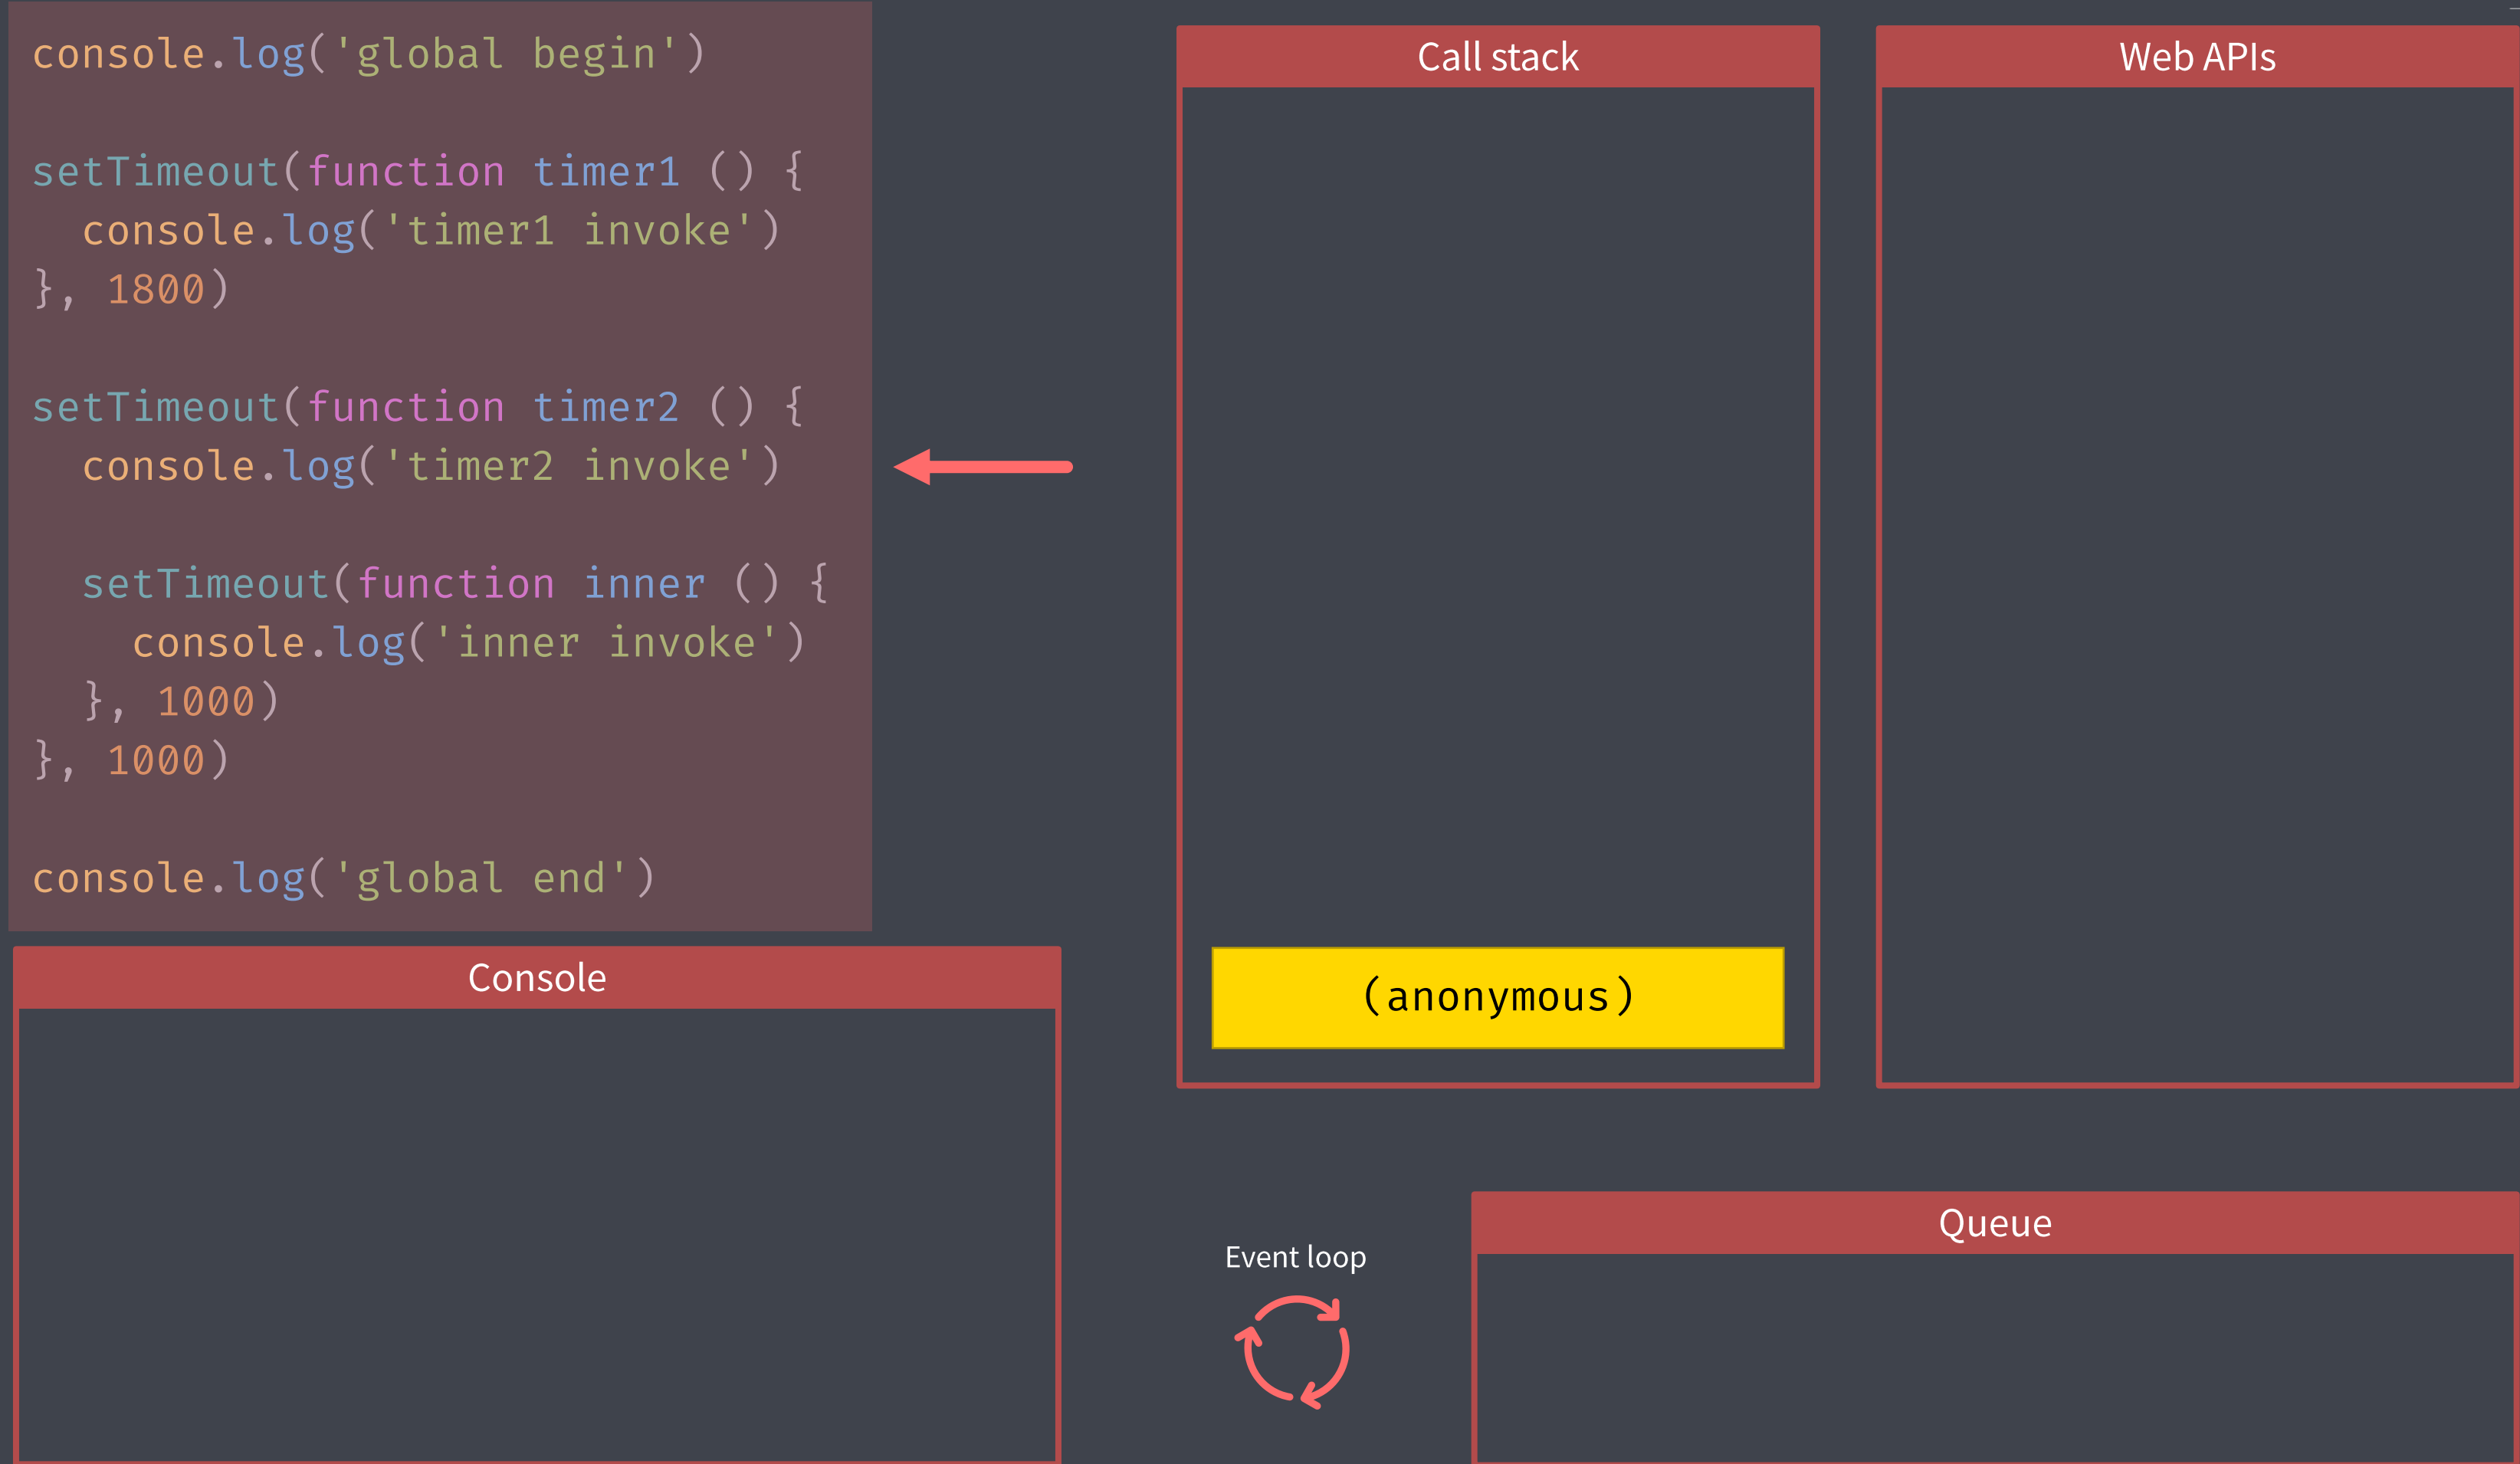 console.log('global begin')
setTimeout(function timer1 () {
  console.log('timer1 invoke')
}, 1800)
setTimeout(function timer2 () {
  console.log('timer2 invoke')
  setTimeout(function inner () {
    console.log('inner invoke')
  }, 1000)
}, 1000)
console.log('global end')
Console
Call stack
(anonymous)
Web APIs
Event loop
Queue